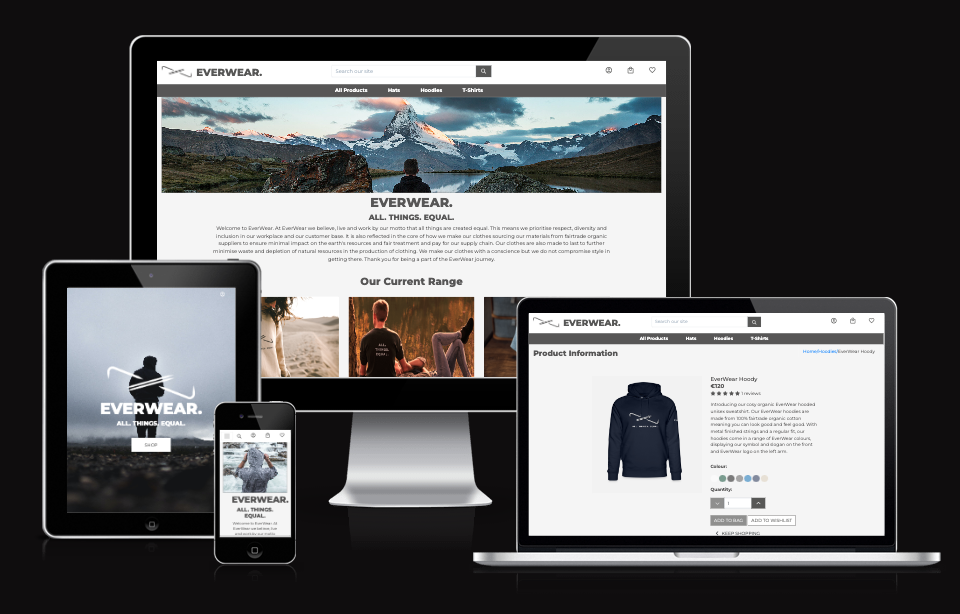 EVERWEAR.
Search our site
All Products Hats Hoodies T-Shirts
EVERWEAR.
ALL. THINGS. EQUAL.
Welcome to EverWear. At EverWear we believe, live and work by our motto that all things are created equal. This means we prioritise respect, diversity and
inclusion in our workplace and our customer base. It is also reflected in the core of how we make our clothes sourcing our materials from fairtrade organic
suppliers to ensure minimal impact on the earth's resources and fair treatment and pay for our supply chain. Our clothes are also made to last to further
minimise waste and depletion of natural resources in the production of clothing. We make our clothes with a conscience but we do not compromise style in
getting there. Thank you for being a part of the EverWear journey.
Our Current Range
ALL.
THINGS.
EQUAL.
EVERWEAR.
ALL. THINGS. EQUAL.
SHOP
EVERWEAR.
ALL. THINGS.
EQUAL.
Welcome to EverWear. At
EverWear we believe, live
and work by our motto
EVERWEAR.
Search our site
All Products Hats Hoodies T-Shirts
Product Information
Home/Hoodies/EverWear Hoody
EverWear Hoody
€120
1 reviews
Introducing our cosy organic EverWear hooded
unisex sweatshirt. Our EverWear hoodies are
made from 100% fairtrade organic cotton
meaning you can look good and feel good. With
metal finished strings and a regular fit, our
hoodies come in a range of EverWear colours,
displaying our symbol and slogan on the front
and EverWear logo on the left arm.
Colour:
Quantity:
1
ADD TO BAG ADD TO WISHLIST
KEEP SHOPPING